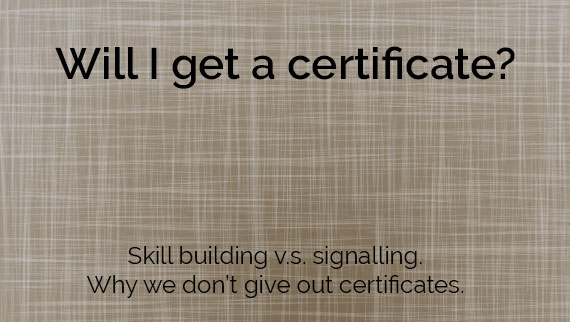 Will I get a certificate?
Skill building v.s. signalling.
Why we don't give out certificates.